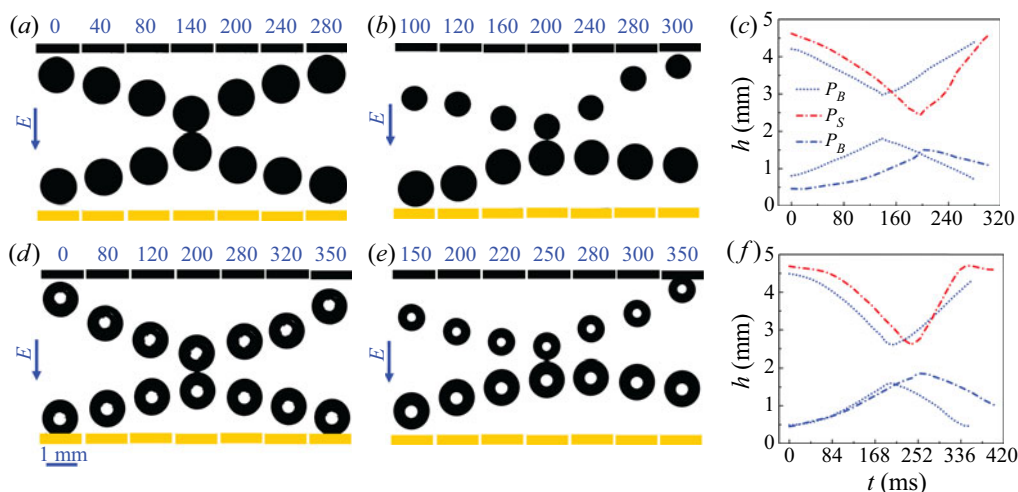 (a) 0 40 80 140 200 240 280
E
(b) 100 120 160 200 240 280 300
E
(c)
5
4
3
2
1
0
h (mm)
P_B
P_S
P_B
0 80 160 240 320
(d) 0 80 120 200 280 320 350
E
1 mm
(e) 150 200 220 250 280 300 350
E
(f)
5
4
3
2
1
0
h (mm)
0 84 168 252 336 420
t (ms)